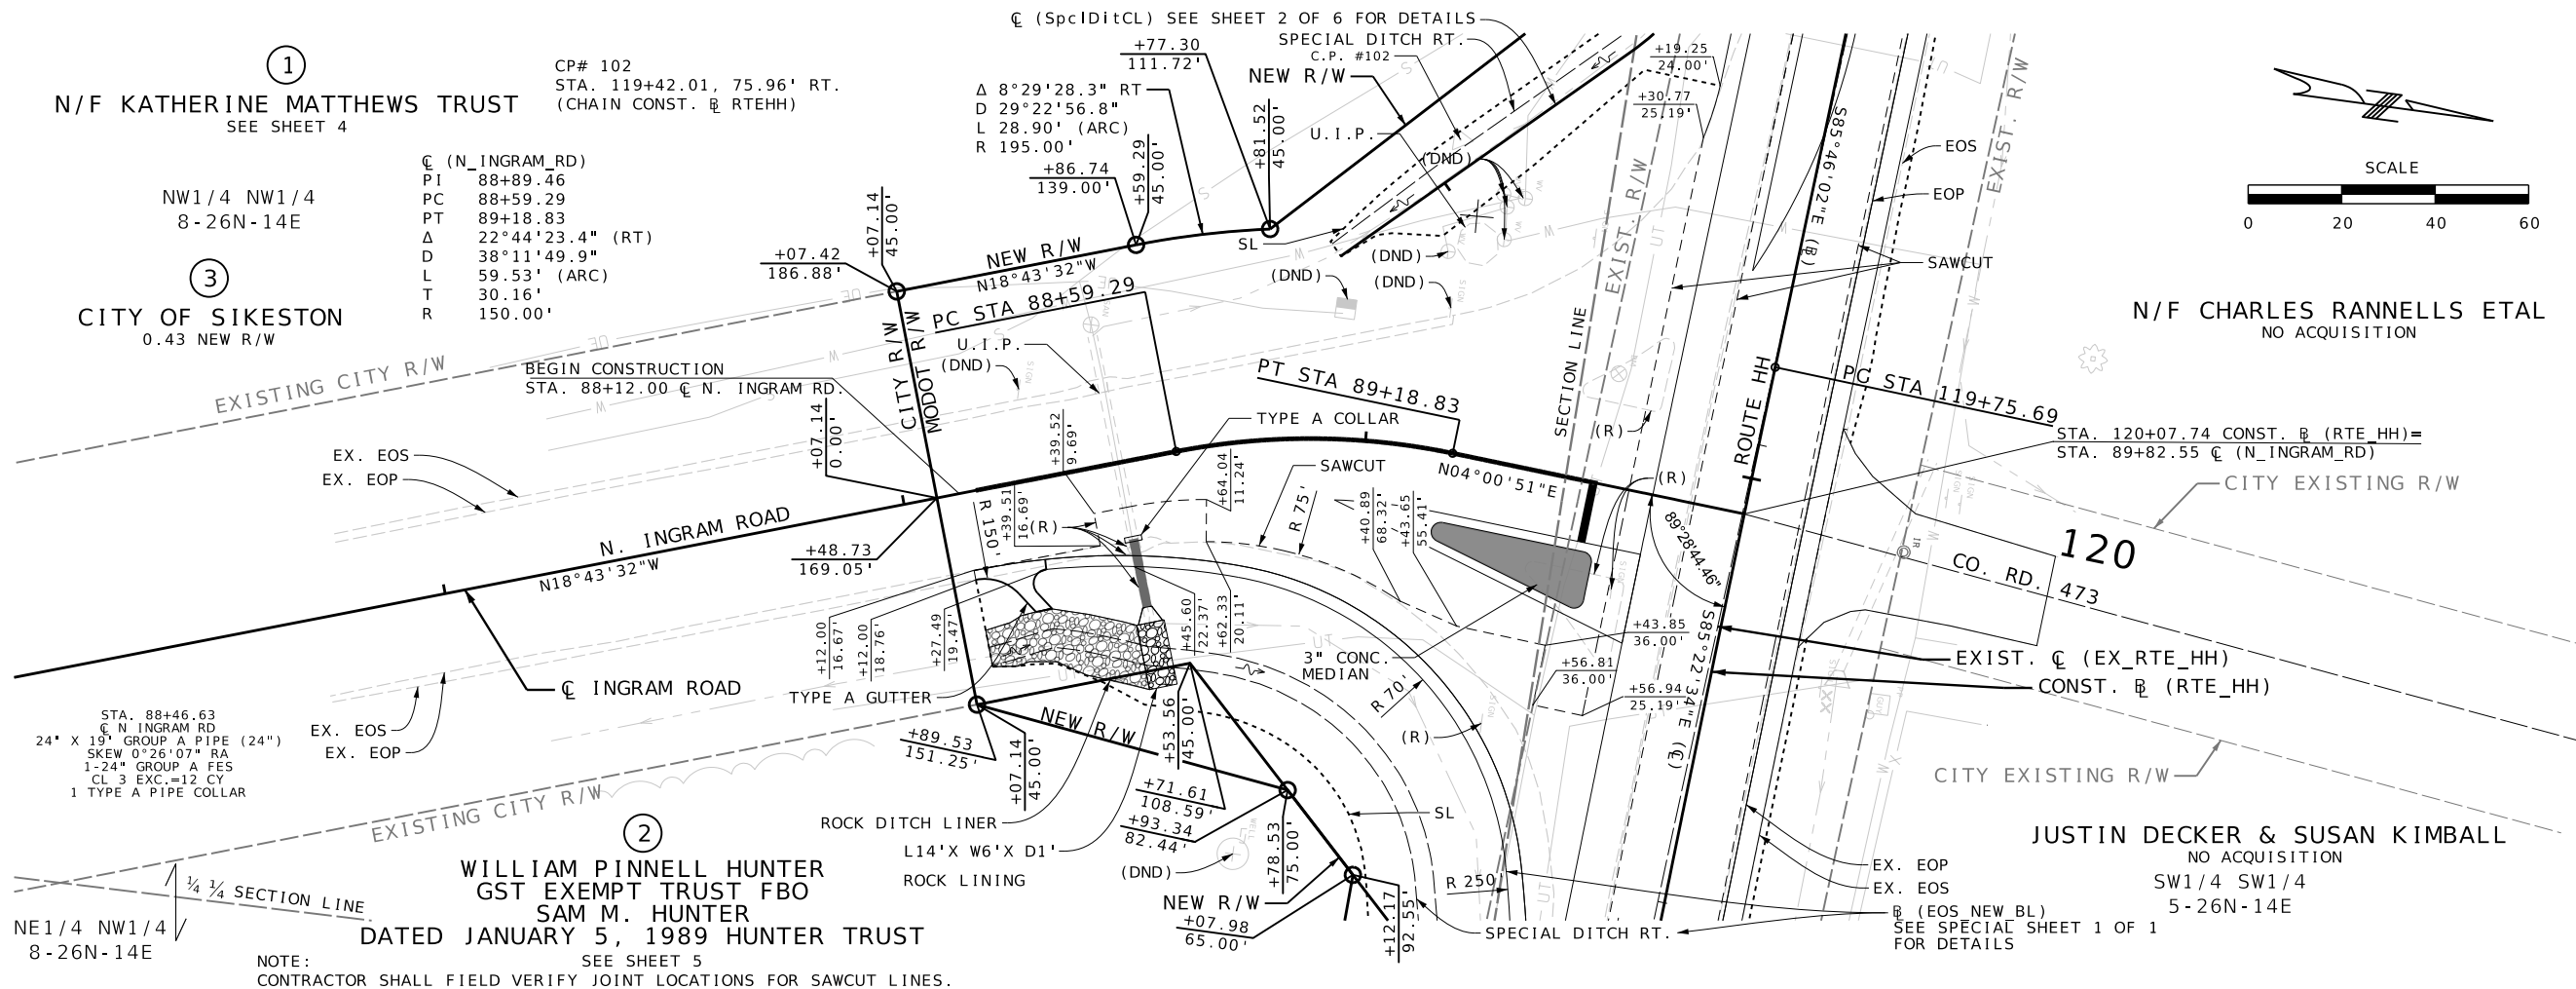 ℄ (SpclDitCL) SEE SHEET 2 OF 6 FOR DETAILS
SPECIAL DITCH RT.
C.P. #102
NEW R/W
+77.30
111.72'
+19.25
24.00'
+30.77
25.19'
1
N/F KATHERINE MATTHEWS TRUST
SEE SHEET 4
CP# 102
STA. 119+42.01, 75.96' RT.
(CHAIN CONST. ℄ RTEHH)
NW1/4 NW1/4
8-26N-14E
3
CITY OF SIKESTON
0.43 NEW R/W
℄ (N_INGRAM_RD)
PI 88+89.46
PC 88+59.29
PT 89+18.83
Δ 22°44'23.4" (RT)
D 38°11'49.9"
L 59.53' (ARC)
T 30.16'
R 150.00'
Δ 8°29'28.3" RT
D 29°22'56.8"
L 28.90' (ARC)
R 195.00'
+86.74
139.00'
+59.29
45.00'
+81.52
45.00'
U.I.P.
(DND)
SL
(DND)
(DND)
(DND)
+07.14
45.00'
+07.42
186.88'
NEW R/W
N18°43'32"W
PC STA 88+59.29
CITY R/W
MODOT R/W
U.I.P.
(DND)
EXISTING CITY R/W
BEGIN CONSTRUCTION
STA. 88+12.00 ℄ N. INGRAM RD.
+07.14
0.00'
EX. EOS
EX. EOP
PT STA 89+18.83
TYPE A COLLAR
+39.52
9.69'
+64.04
11.24'
SAWCUT
R 75'
R 150'
+39.51
16.69'
(R)
N04°00'51"E
+40.89
68.32'
+43.65
55.41'
SECTION LINE
EXIST. R/W
EXIST. R/W
S85°46'02"E (℄)
EOS
EOP
SAWCUT
SCALE
0 20 40 60
N/F CHARLES RANNELLS ETAL
NO ACQUISITION
ROUTE HH
PC STA 119+75.69
STA. 120+07.74 CONST. ℄ (RTE_HH)=
STA. 89+82.55 ℄ (N_INGRAM_RD)
CITY EXISTING R/W
120
CO. RD. 473
(R)
(R)
89°28'44.46"
N. INGRAM ROAD
N18°43'32"W
+48.73
169.05'
+12.00
16.67'
+12.00
18.76'
+27.49
19.47'
+45.60
22.37'
+62.33
20.11'
℄ INGRAM ROAD
TYPE A GUTTER
3" CONC.
MEDIAN
R 70'
(R)
+43.85
36.00'
+56.81
36.00'
+56.94
25.19'
S85°22'34"E (℄)
EXIST. ℄ (EX_RTE_HH)
CONST. ℄ (RTE_HH)
CITY EXISTING R/W
STA. 88+46.63
℄ N INGRAM RD
24" X 19' GROUP A PIPE (24")
SKEW 0°26'07" RA
1-24" GROUP A FES
CL 3 EXC.=12 CY
1 TYPE A PIPE COLLAR
EX. EOS
EX. EOP
EXISTING CITY R/W
NEW R/W
+89.53
151.25'
+07.14
45.00'
+53.56
45.00'
+71.61
108.59'
+93.34
82.44'
ROCK DITCH LINER
L14'X W6'X D1'
ROCK LINING
(DND)
+78.53
75.00'
SL
NEW R/W
+07.98
65.00'
+12.17
92.55'
R 250'
SPECIAL DITCH RT.
2
WILLIAM PINNELL HUNTER
GST EXEMPT TRUST FBO
SAM M. HUNTER
DATED JANUARY 5, 1989 HUNTER TRUST
SEE SHEET 5
¼ ¼ SECTION LINE
NE1/4 NW1/4
8-26N-14E
NOTE:
CONTRACTOR SHALL FIELD VERIFY JOINT LOCATIONS FOR SAWCUT LINES.
EX. EOP
EX. EOS
℄ (EOS_NEW_BL)
SEE SPECIAL SHEET 1 OF 1
FOR DETAILS
JUSTIN DECKER & SUSAN KIMBALL
NO ACQUISITION
SW1/4 SW1/4
5-26N-14E